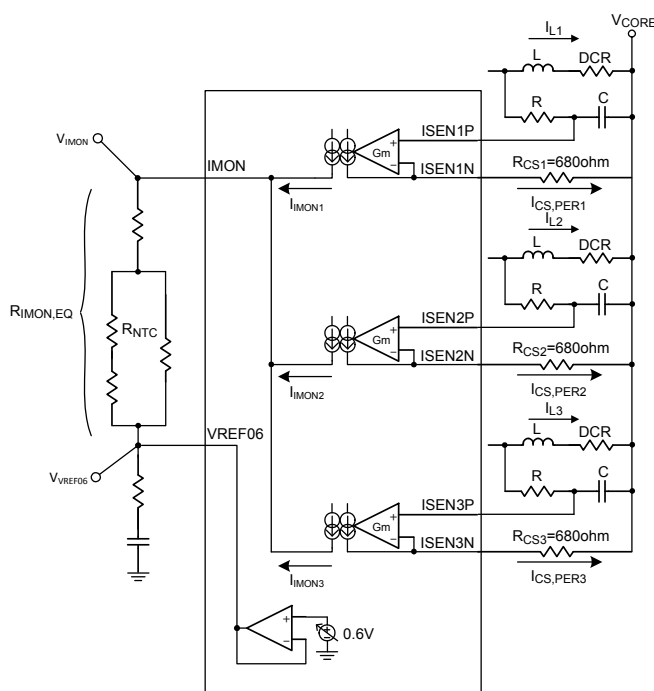 VCORE
IL1
L
DCR
R
C
VIMON
IMON
ISEN1P
Gm
+
−
ISEN1N
RCS1=680ohm
IIMON1
ICS,PER1
IL2
L
DCR
R
C
RIMON,EQ
RNTC
ISEN2P
Gm
+
−
ISEN2N
RCS2=680ohm
IIMON2
ICS,PER2
IL3
L
DCR
R
C
VREF06
VVREF06
ISEN3P
Gm
+
−
ISEN3N
RCS3=680ohm
IIMON3
ICS,PER3
+
−
+
−
0.6V